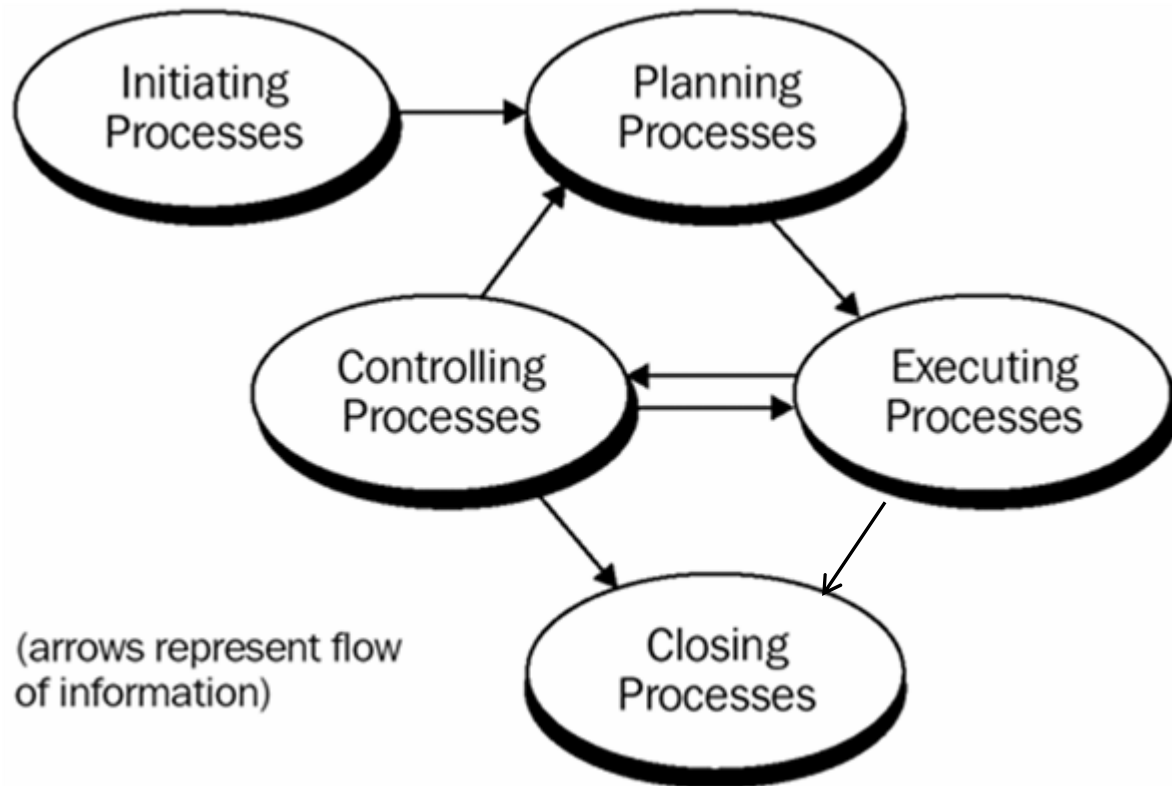 Initiating
Processes
Planning
Processes
Controlling
Processes
Executing
Processes
Closing
Processes
(arrows represent flow
of information)